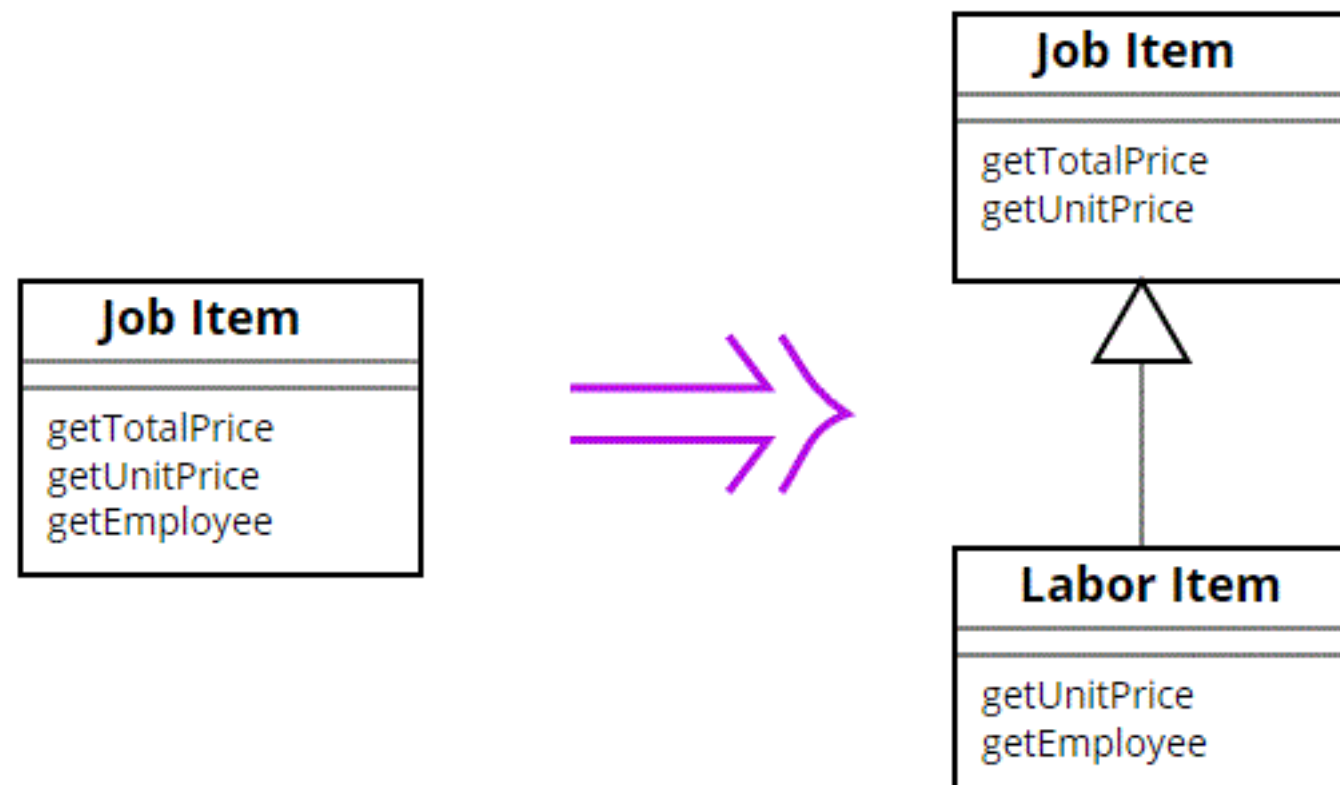 Job Item
getTotalPrice
getUnitPrice
getEmployee
Job Item
getTotalPrice
getUnitPrice
Labor Item
getUnitPrice
getEmployee